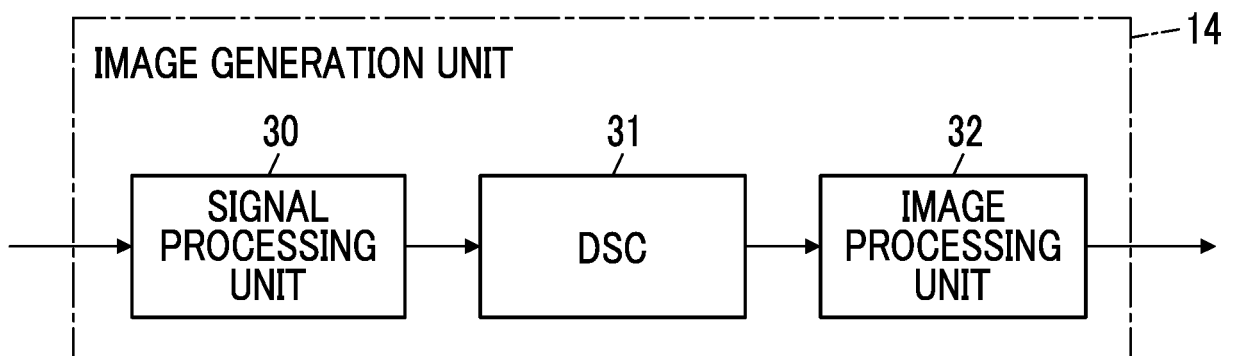 14
IMAGE GENERATION UNIT
30
31
32
SIGNAL
PROCESSING
UNIT
DSC
IMAGE
PROCESSING
UNIT